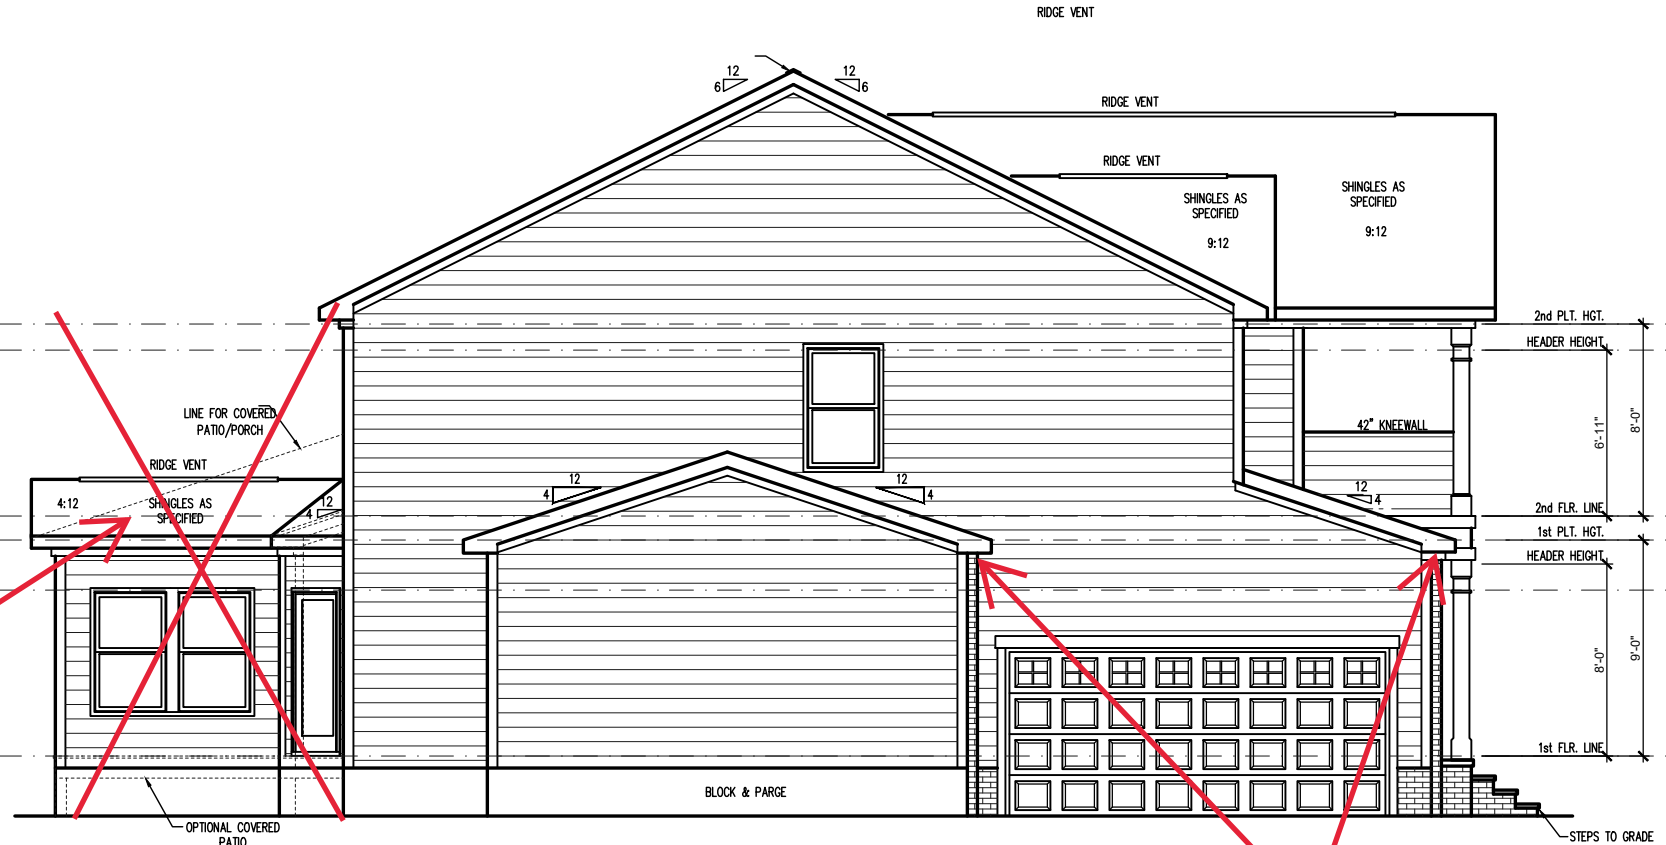 RIDGE VENT
12
6
12
6
RIDGE VENT
RIDGE VENT
SHINGLES AS
SPECIFIED
9:12
SHINGLES AS
SPECIFIED
9:12
2nd PLT. HGT.
HEADER HEIGHT
LINE FOR COVERED
PATIO/PORCH
42" KNEEWALL
6'-11"
8'-0"
RIDGE VENT
4:12
SHINGLES AS
SPECIFIED
12
4
12
4
12
4
12
4
2nd FLR. LINE
1st PLT. HGT.
HEADER HEIGHT
8'-0"
9'-0"
1st FLR. LINE
BLOCK & PARGE
OPTIONAL COVERED
PATIO
STEPS TO GRADE